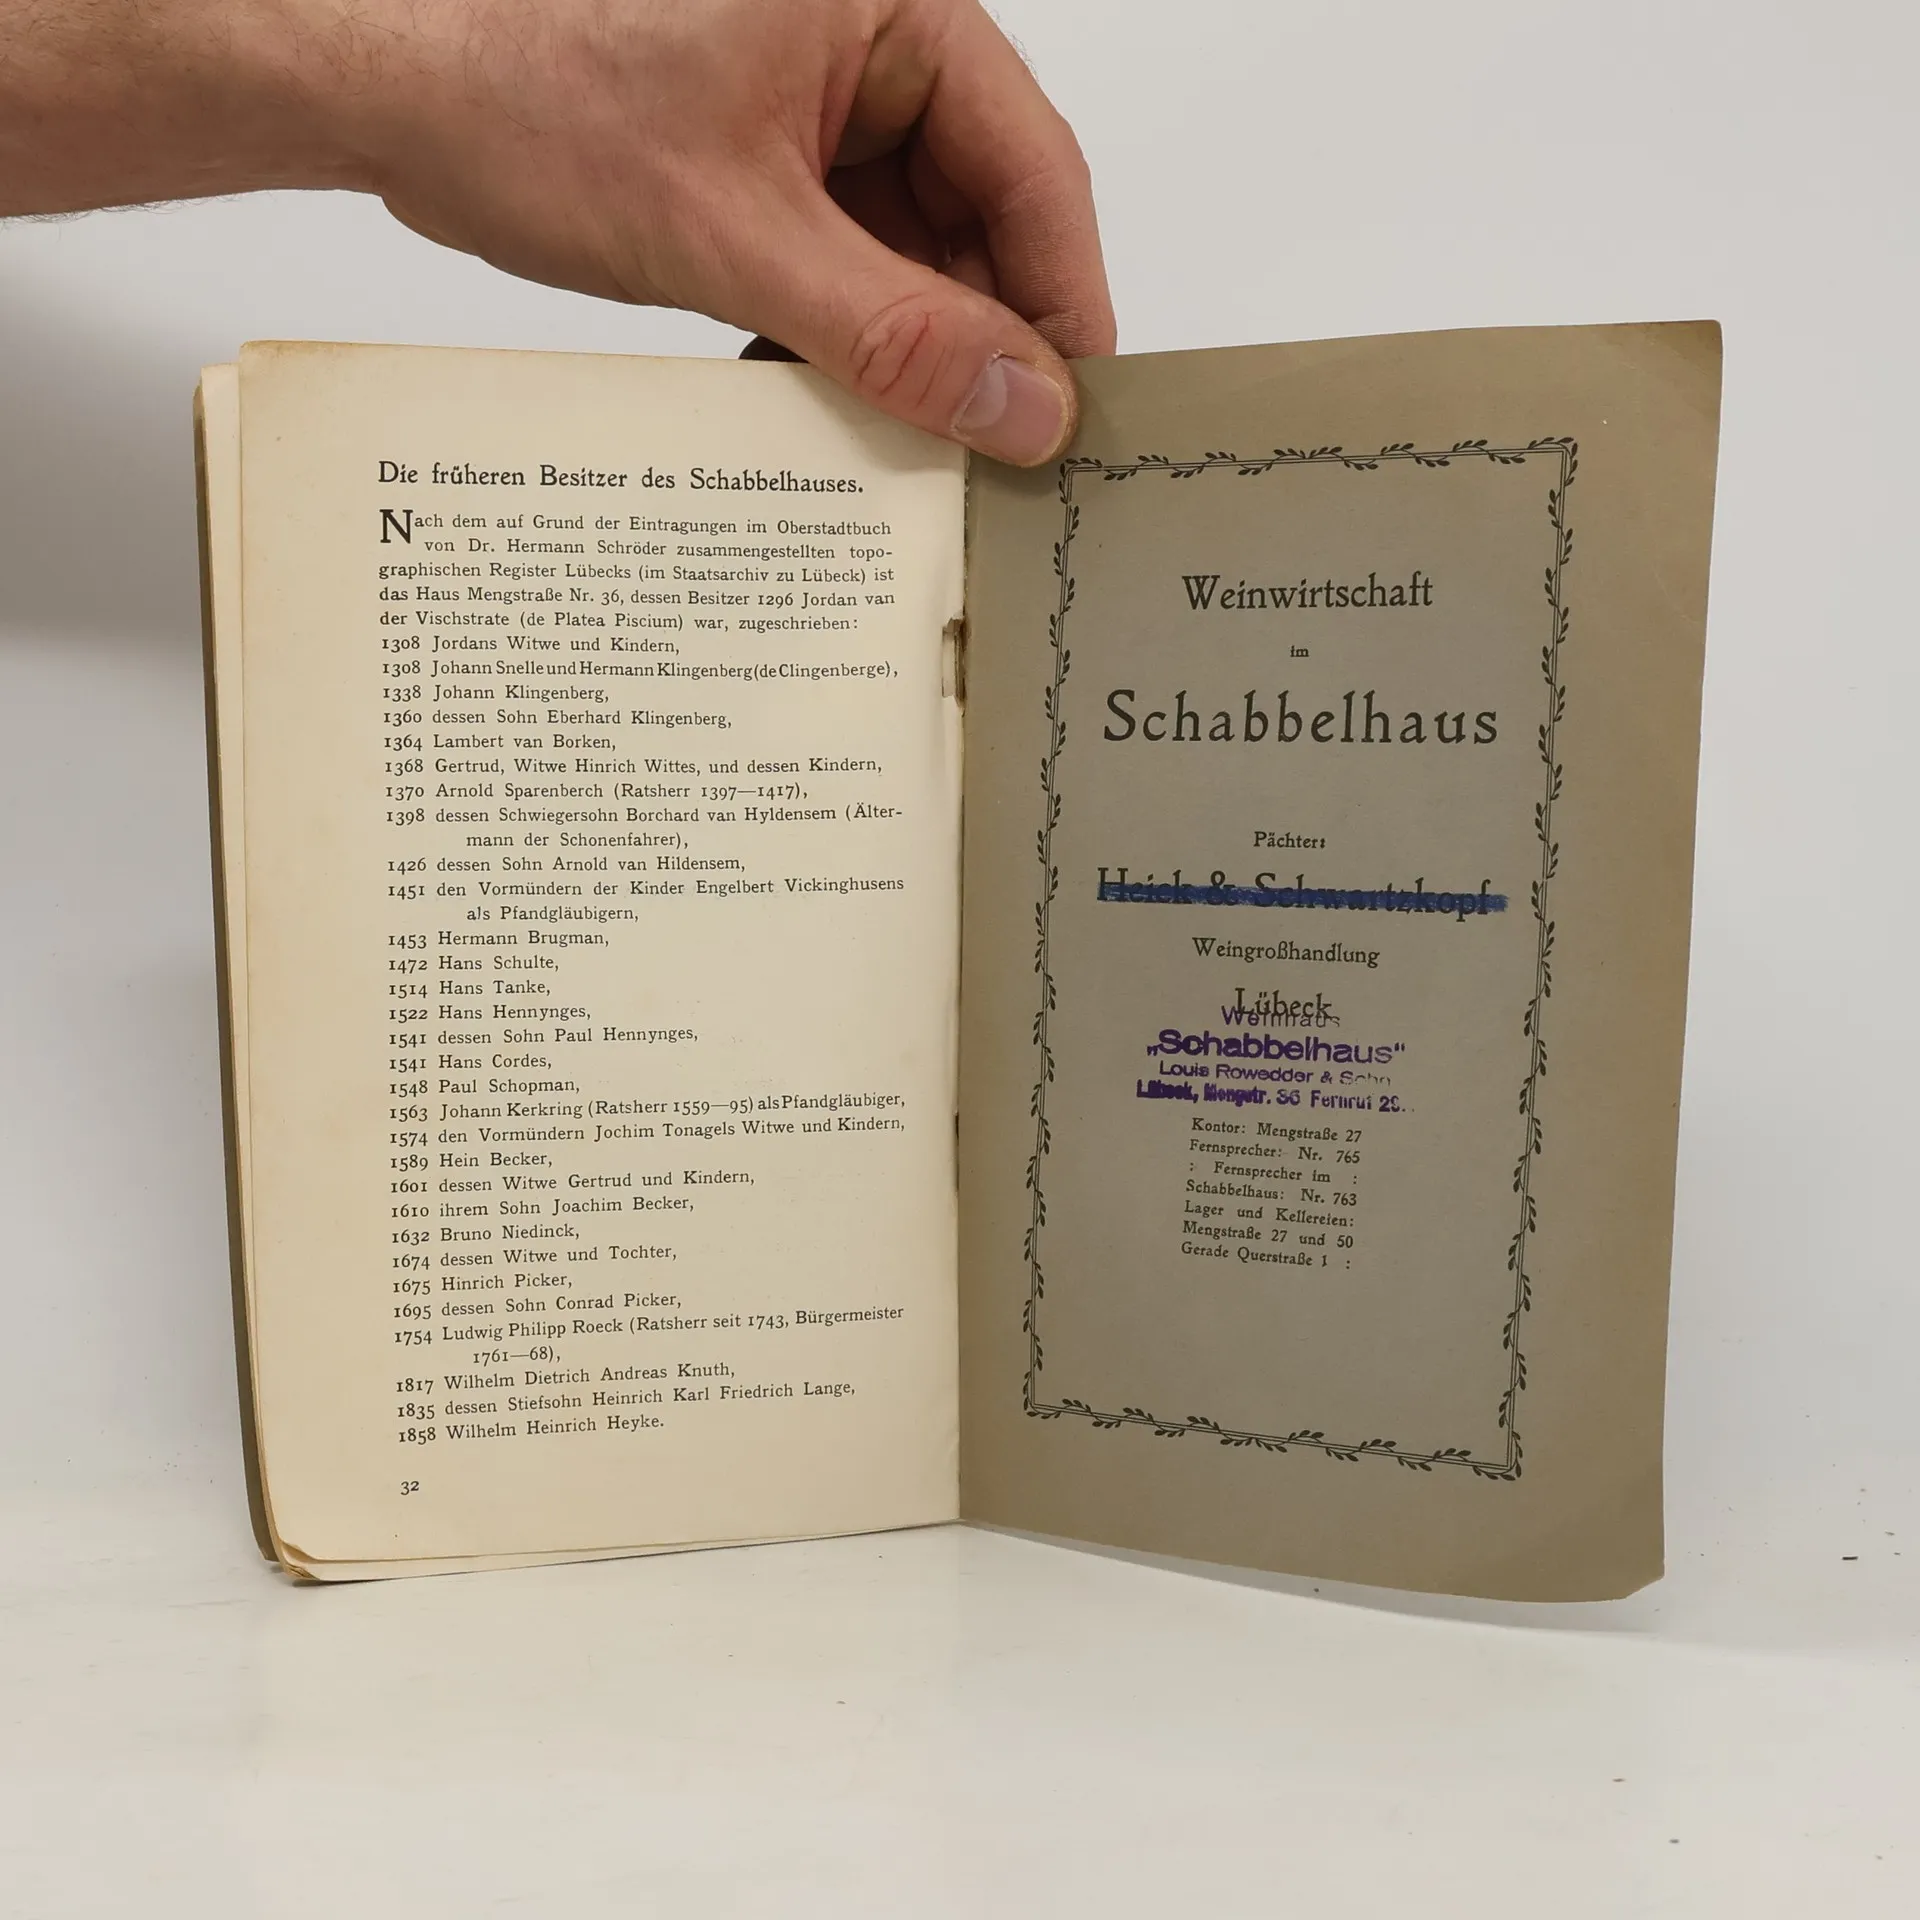 Die früheren Besitzer des Schabbelhauses.
Nach dem auf Grund der Eintragungen im Oberstadtbuch
von Dr. Hermann Schröder zusammengestellten topo-
graphischen Register Lübecks (im Staatsarchiv zu Lübeck) ist
das Haus Mengstraße Nr. 36, dessen Besitzer 1296 Jordan van
der Vischstrate (de Platea Piscium) war, zugeschrieben:
1308 Jordans Witwe und Kindern,
1308 Johann Snelle und Hermann Klingenberg (de Clingenberge),
1338 Johann Klingenberg,
1360 dessen Sohn Eberhard Klingenberg,
1364 Lambert van Borken,
1368 Gertrud, Witwe Hinrich Wittes, und dessen Kindern,
1370 Arnold Sparenberch (Ratsherr 1397—1417),
1398 dessen Schwiegersohn Borchard van Hyldensem (Älter-
mann der Schonenfahrer),
1426 dessen Sohn Arnold van Hildensem,
1451 den Vormündern der Kinder Engelbert Vickinghusens
als Pfandgläubigern,
1453 Hermann Brugman,
1472 Hans Schulte,
1514 Hans Tanke,
1522 Hans Hennynges,
1541 dessen Sohn Paul Hennynges,
1541 Hans Cordes,
1548 Paul Schopman,
1563 Johann Kerkring (Ratsherr 1559—95) als Pfandgläubiger,
1574 den Vormündern Jochim Tonagels Witwe und Kindern,
1589 Hein Becker,
1601 dessen Witwe Gertrud und Kindern,
1610 ihrem Sohn Joachim Becker,
1632 Bruno Niedinck,
1674 dessen Witwe und Tochter,
1675 Hinrich Picker,
1695 dessen Sohn Conrad Picker,
1754 Ludwig Philipp Roeck (Ratsherr seit 1743, Bürgermeister
1761—68),
1817 Wilhelm Dietrich Andreas Knuth,
1835 dessen Stiefsohn Heinrich Karl Friedrich Lange,
1858 Wilhelm Heinrich Heyke.
32
Weinwirtschaft
im
Schabbelhaus
Pächter:
Heick & Schwartzkopf
Weingroßhandlung
Lübeck
Weinhaus
„Schabbelhaus"
Louis Rowedder & Sohn
Lübeck, Mengstr. 36 Fernruf
Kontor: Mengstraße 27
Fernsprecher: Nr. 765
: Fernsprecher im :
Schabbelhaus: Nr. 763
Lager und Kellereien:
Mengstraße 27 und 50
Gerade Querstraße 1 :